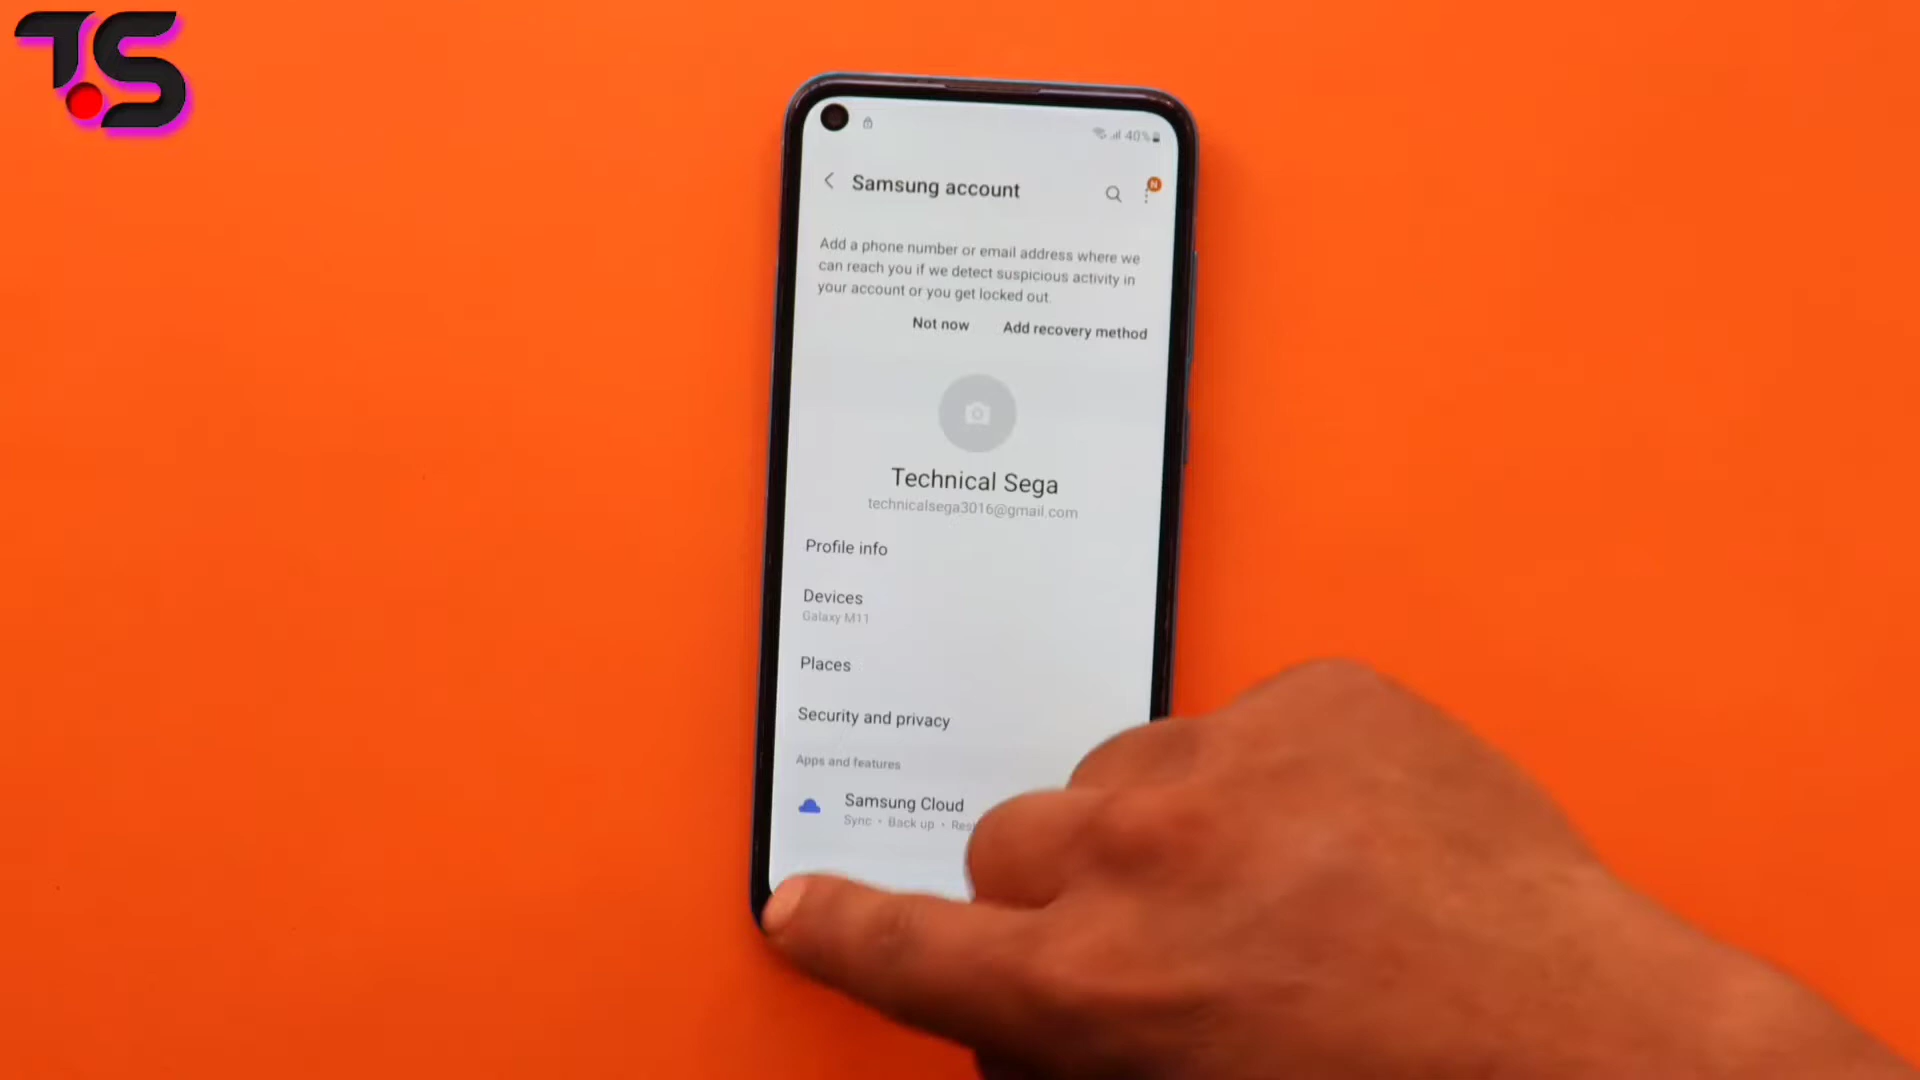 T.S
40%
Samsung account
N
Add a phone number or email address where we
can reach you if we detect suspicious activity in
your account or you get locked out.
Not now Add recovery method
Technical Sega
technicalsega3016@gmail.com
Profile info
Devices
Galaxy M11
Places
Security and privacy
Apps and features
Samsung Cloud
Sync • Back up •